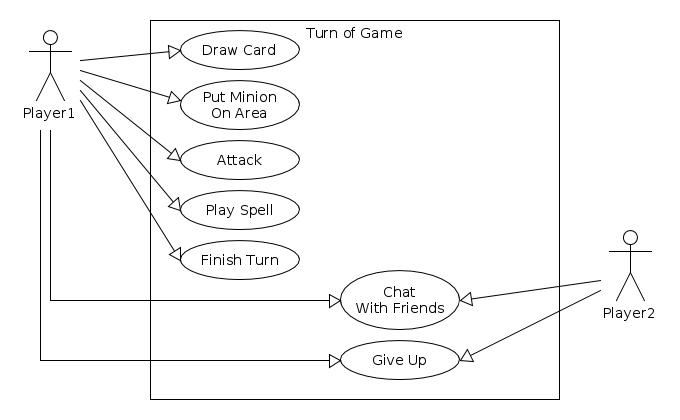 Turn of Game
Draw Card
Put Minion
On Area
Player1
Attack
Play Spell
Finish Turn
Chat
With Friends
Player2
Give Up